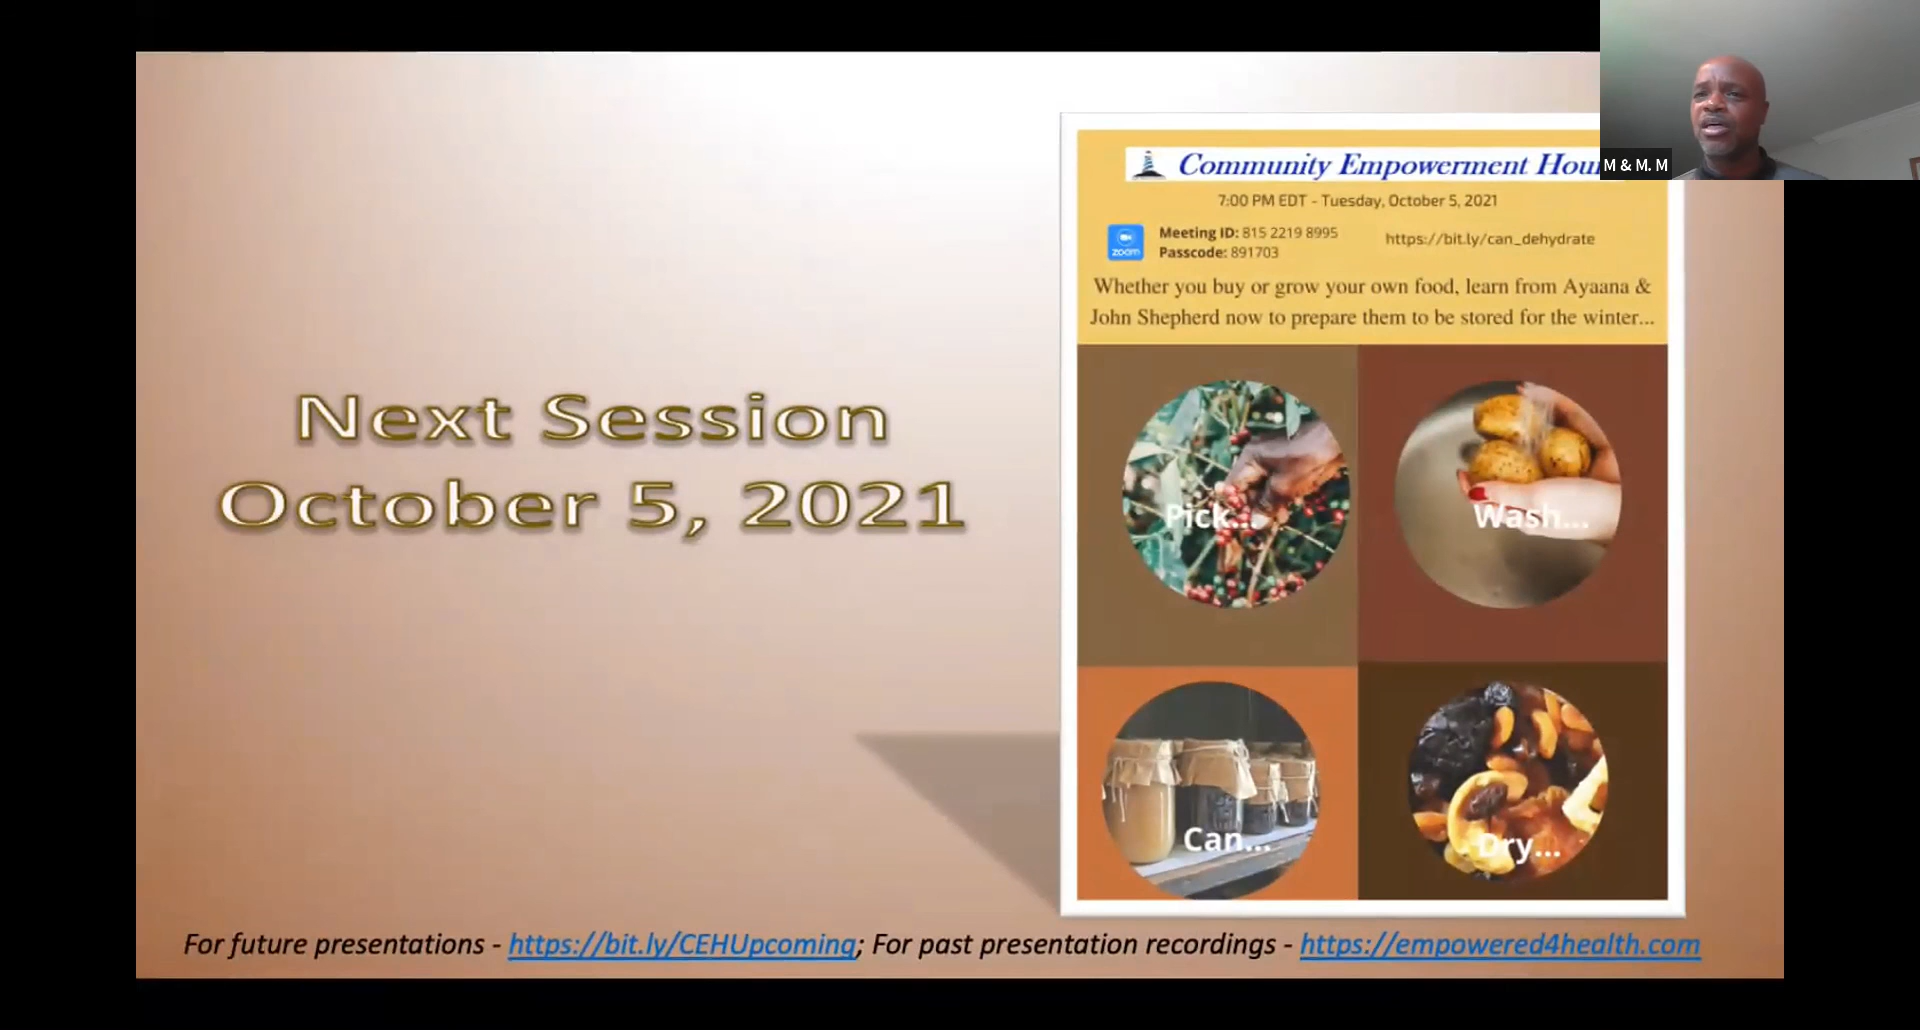 M & M. M
Community Empowerment Hour
7:00 PM EDT - Tuesday, October 5, 2021
Meeting ID: 815 2219 8995
Passcode: 891703
https://bit.ly/can_dehydrate
zoom
Whether you buy or grow your own food, learn from Ayaana &
John Shepherd now to prepare them to be stored for the winter...
Next Session
October 5, 2021
Pick...
Wash...
Can...
Dry...
For future presentations - https://bit.ly/CEHUpcoming; For past presentation recordings - https://empowered4health.com